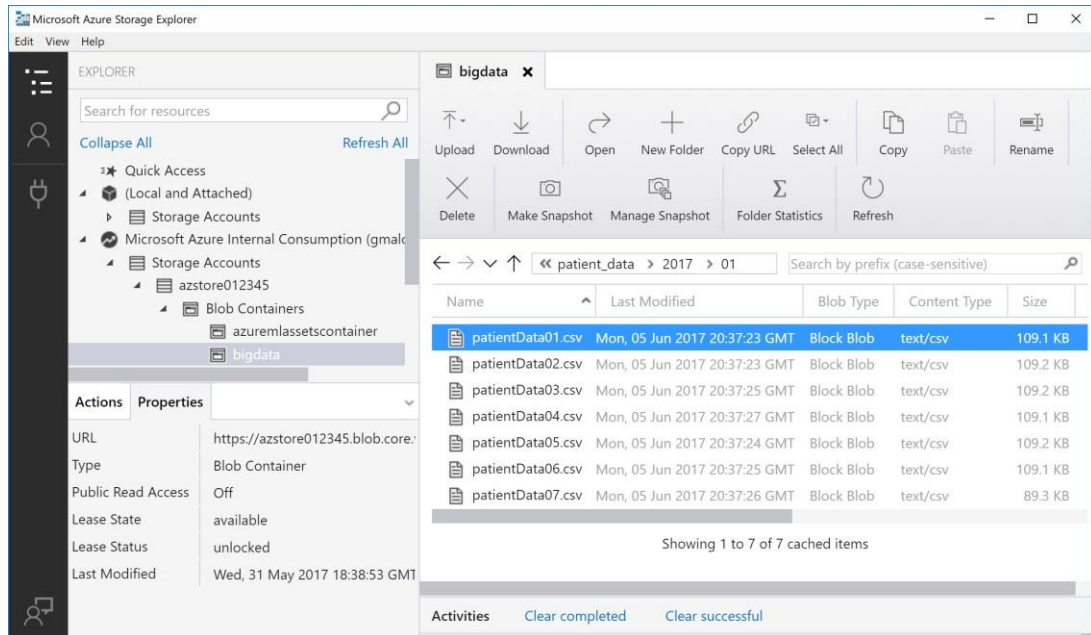 Microsoft Azure Storage Explorer
Edit View Help
EXPLORER
Search for resources
Collapse All Refresh All
Quick Access
(Local and Attached)
Storage Accounts
Microsoft Azure Internal Consumption (gmalc
Storage Accounts
azstore012345
Blob Containers
azuremlassetscontainer
bigdata
Actions Properties
URL https://azstore012345.blob.core.
Type Blob Container
Public Read Access Off
Lease State available
Lease Status unlocked
Last Modified Wed, 31 May 2017 18:38:53 GMT
bigdata
Upload Download Open New Folder Copy URL Select All Copy Paste Rename
Delete Make Snapshot Manage Snapshot Folder Statistics Refresh
« patient_data > 2017 > 01 Search by prefix (case-sensitive)
Name Last Modified Blob Type Content Type Size
patientData01.csv Mon, 05 Jun 2017 20:37:23 GMT Block Blob text/csv 109.1 KB
patientData02.csv Mon, 05 Jun 2017 20:37:23 GMT Block Blob text/csv 109.2 KB
patientData03.csv Mon, 05 Jun 2017 20:37:25 GMT Block Blob text/csv 109.2 KB
patientData04.csv Mon, 05 Jun 2017 20:37:27 GMT Block Blob text/csv 109.1 KB
patientData05.csv Mon, 05 Jun 2017 20:37:24 GMT Block Blob text/csv 109.2 KB
patientData06.csv Mon, 05 Jun 2017 20:37:25 GMT Block Blob text/csv 109.1 KB
patientData07.csv Mon, 05 Jun 2017 20:37:26 GMT Block Blob text/csv 89.3 KB
Showing 1 to 7 of 7 cached items
Activities Clear completed Clear successful